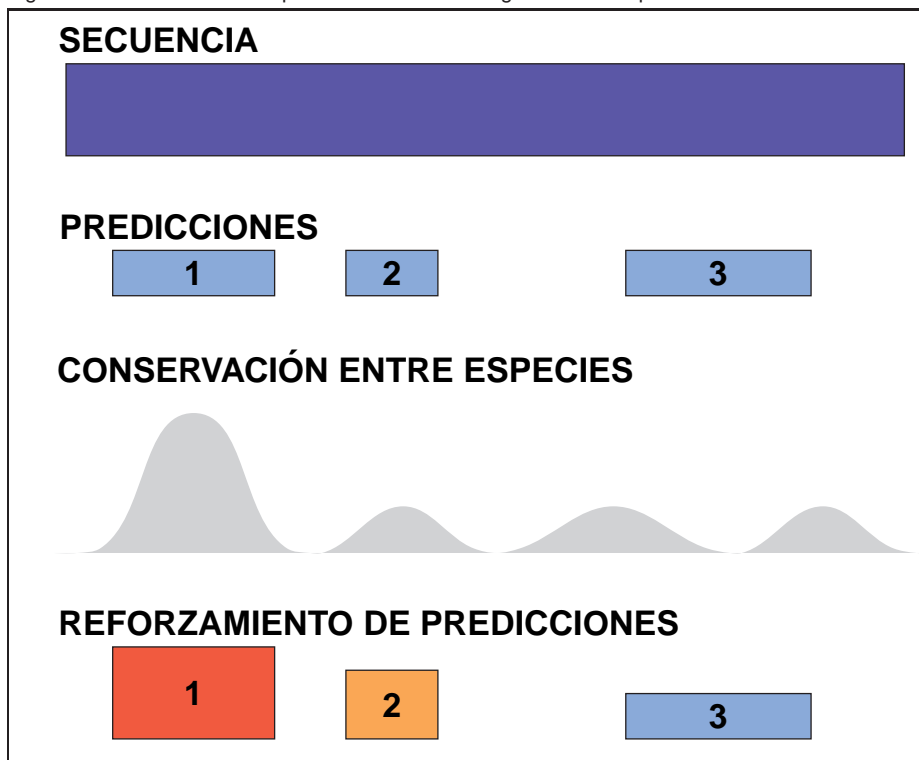 SECUENCIA
PREDICCIONES
1 2 3
CONSERVACIÓN ENTRE ESPECIES
REFORZAMIENTO DE PREDICCIONES
1 2 3